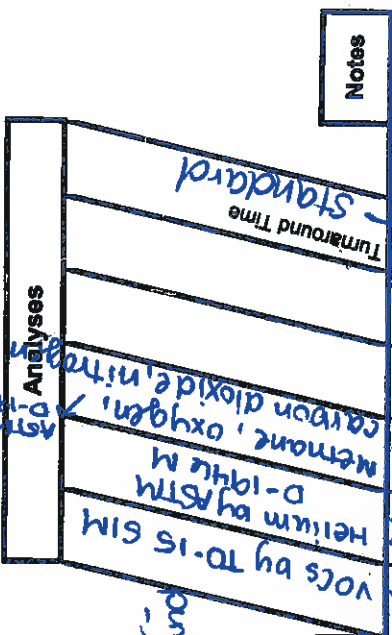 Notes
Analyses
VOCs by TO-15 SIM
Helium by ASTM
D-1946 M
Methane, oxygen,
carbon dioxide, nitrogen
ASTM
Turnaround Time
- Standard